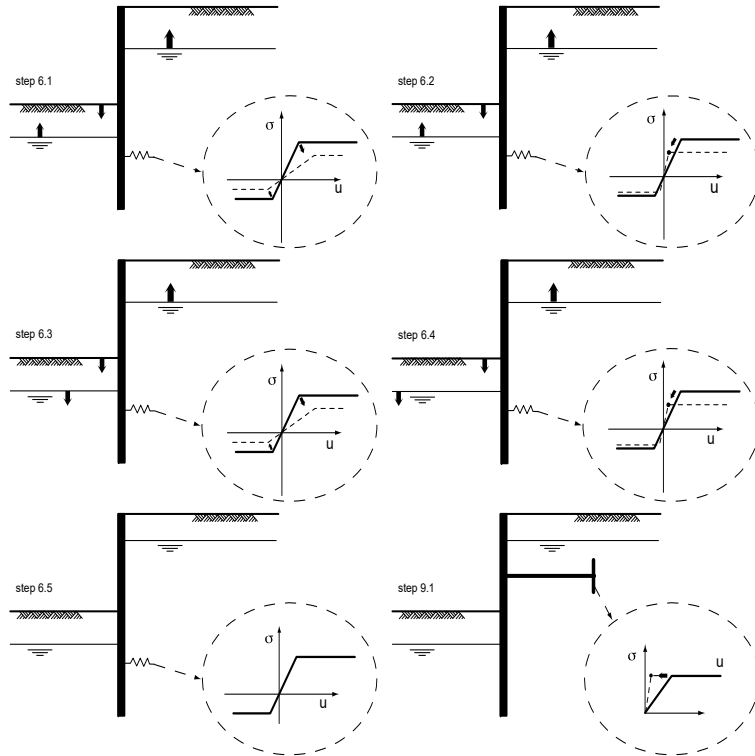 step 6.1
σ
u
step 6.2
σ
u
step 6.3
σ
u
step 6.4
σ
u
step 6.5
σ
u
step 9.1
σ
u